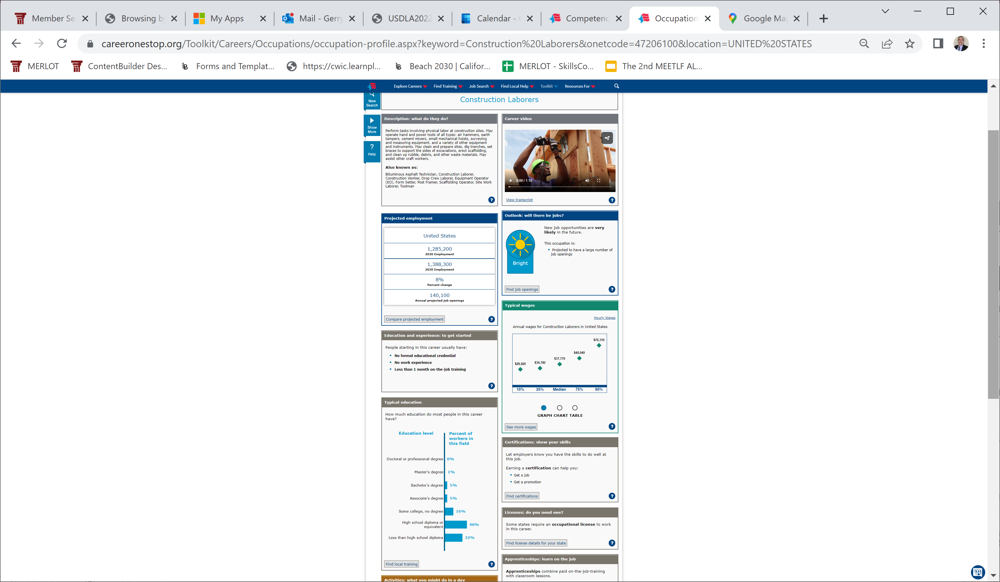 Member Se
Browsing by
My Apps
Mail - Gerry
USDLA2022
Calendar -
Competenc
Occupation
Google Ma
careeronestop.org/Toolkit/Careers/Occupations/occupation-profile.aspx?keyword=Construction%20Laborers&onetcode=47206100&location=UNITED%20STATES
MERLOT
ContentBuilder Des...
Forms and Templat...
https://cwic.learnpl...
Beach 2030 | Califor...
MERLOT - SkillsCo...
The 2nd MEETLF AL...
Explore Careers
Find Training
Job Search
Find Local Help
Toolkit
Resources For
New
Search
Show
More
?
Help
Construction Laborers
Description: what do they do?
Perform tasks involving physical labor at construction sites. May
operate hand and power tools of all types: air hammers, earth
tampers, cement mixers, small mechanical hoists, surveying
and measuring equipment, and a variety of other equipment
and instruments. May clean and prepare sites, dig trenches, set
braces to support the sides of excavations, erect scaffolding,
and clean up rubble, debris, and other waste materials. May
assist other craft workers.
Also known as:
Bituminous Asphalt Technician, Construction Laborer,
Construction Worker, Drop Crew Laborer, Equipment Operator
(EO), Form Setter, Post Framer, Scaffolding Operator, Site Work
Laborer, Toolman
?
Career video
0:00 / 1:10
View transcript
?
Projected employment
United States
1,285,200
2020 Employment
1,388,300
2030 Employment
8%
Percent change
140,100
Annual projected job openings
Compare projected employment
?
Outlook: will there be jobs?
New job opportunities are very
likely in the future.
This occupation is:
Projected to have a large number of
job openings
Bright
Find job openings
?
Education and experience: to get started
People starting in this career usually have:
No formal educational credential
No work experience
Less than 1 month on-the-job training
?
Typical wages
Hourly Wages
Annual wages for Construction Laborers in United States
$28,820
$30,780
$37,770
$48,040
$70,310
10%
25%
Median
75%
90%
GRAPH CHART TABLE
See more wages
?
Typical education
How much education do most people in this career
have?
Education level
Percent of
workers in
this field
Doctoral or professional degree 0%
Master's degree 1%
Bachelor's degree 5%
Associate's degree 5%
Some college, no degree 16%
High school diploma or
equivalent 40%
Less than high school diploma 32%
Find local training
?
Certifications: show your skills
Let employers know you have the skills to do well at
this job.
Earning a certification can help you:
Get a job
Get a promotion
Find certifications
?
Licenses: do you need one?
Some states require an occupational license to work
in this career.
Find license details for your state
?
Apprenticeships: learn on the job
Apprenticeships combine paid on-the-job-training
with classroom lessons.
Activities: what you might do in a day